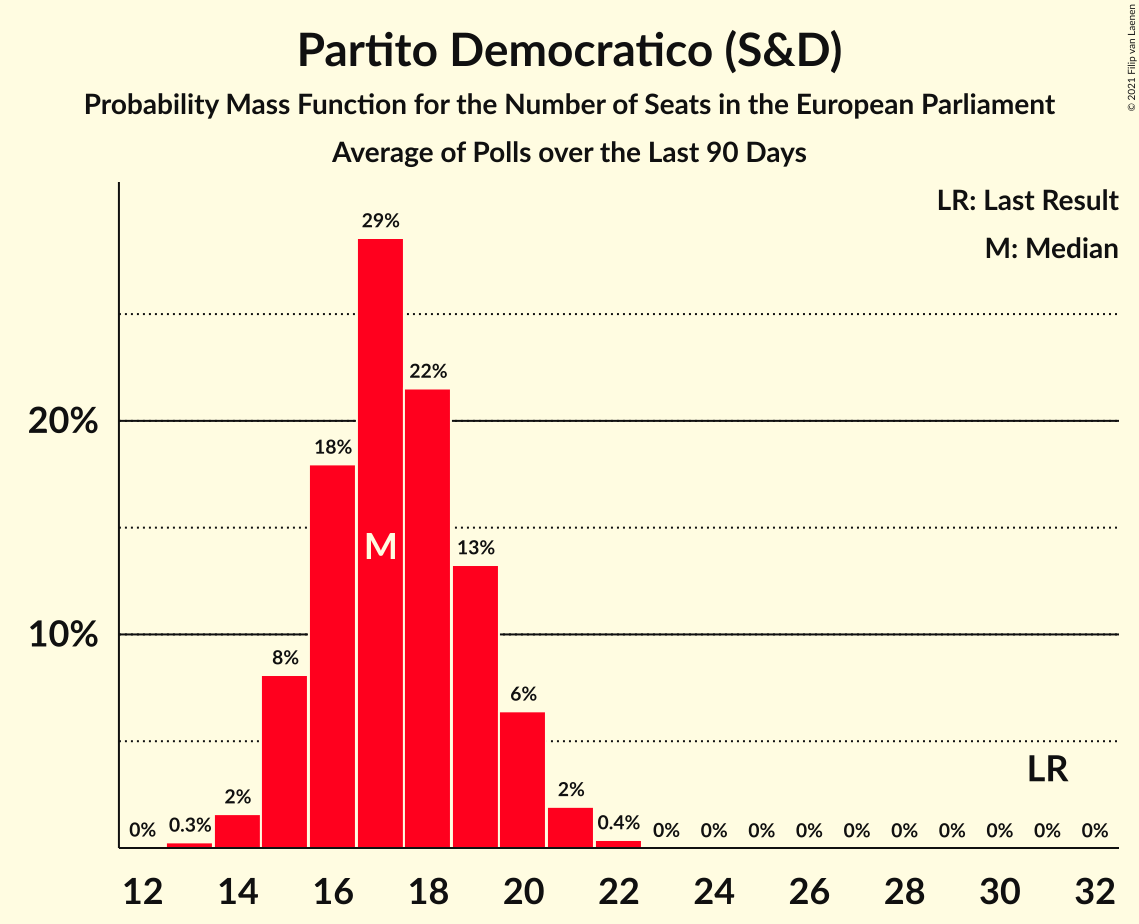 Partito Democratico (S&D)
Probability Mass Function for the Number of Seats in the European Parliament
Average of Polls over the Last 90 Days
© 2021 Filip van Laenen
LR: Last Result
M: Median
29%
22%
20%
18%
M
13%
10%
8%
6%
LR
2%
2%
0% 0.3% 0.4% 0% 0% 0% 0% 0% 0% 0% 0% 0% 0%
12 14 16 18 20 22 24 26 28 30 32